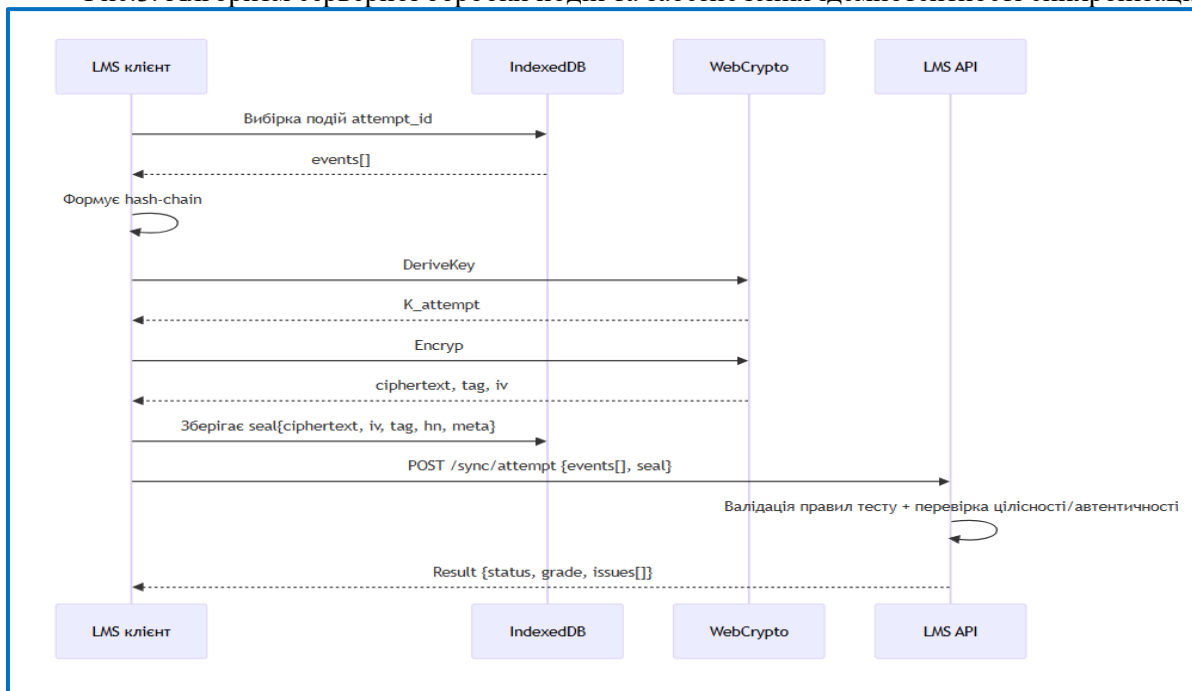 LMS клієнт IndexedDB WebCrypto LMS API
Вибірка подій attempt_id
events[]
Формує hash-chain
DeriveKey
K_attempt
Encryp
ciphertext, tag, iv
Зберігає seal{ciphertext, iv, tag, hn, meta}
POST /sync/attempt {events[], seal}
Валідація правил тесту + перевірка цілісності/автентичності
Result {status, grade, issues[]}
LMS клієнт IndexedDB WebCrypto LMS API